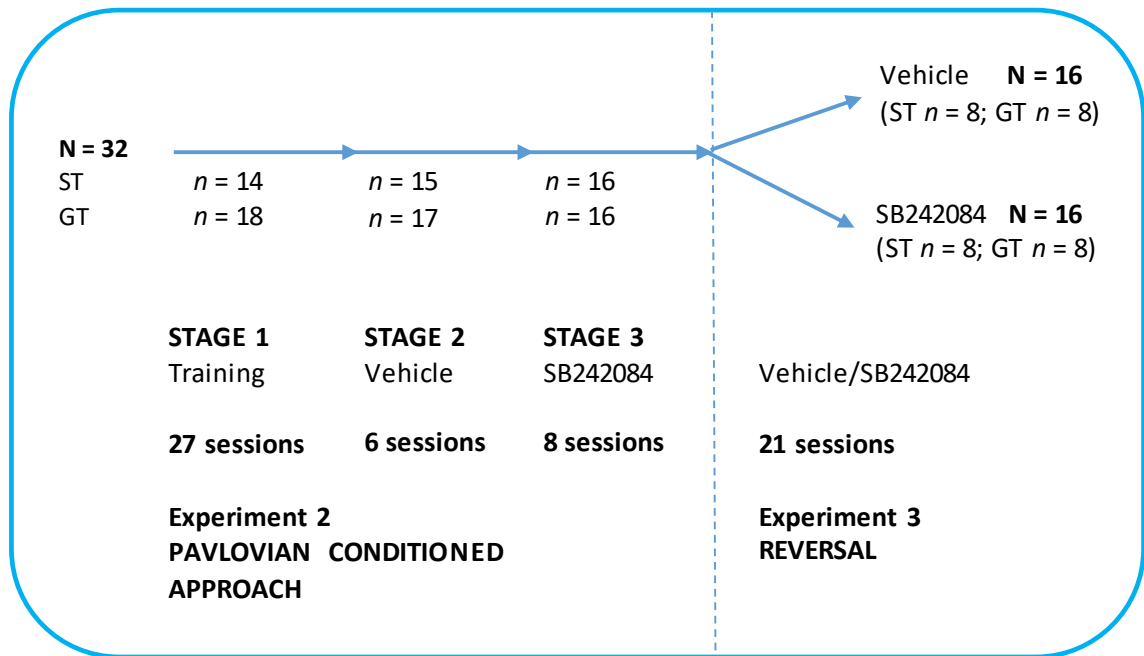 Vehicle N = 16
(ST n = 8; GT n = 8)
N = 32
ST n = 14 n = 15 n = 16
GT n = 18 n = 17 n = 16
SB242084 N = 16
(ST n = 8; GT n = 8)
STAGE 1 STAGE 2 STAGE 3
Training Vehicle SB242084 Vehicle/SB242084
27 sessions 6 sessions 8 sessions 21 sessions
Experiment 2 Experiment 3
PAVLOVIAN CONDITIONED REVERSAL
APPROACH